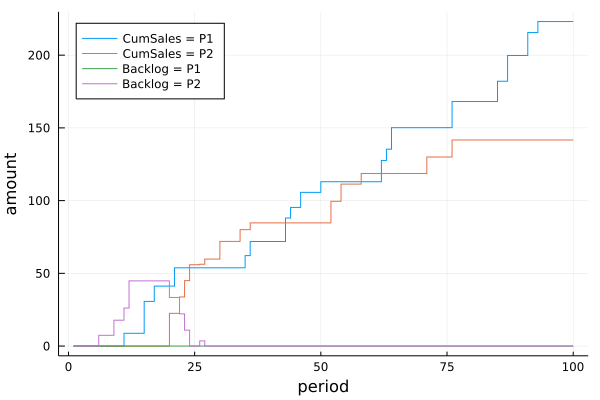 CumSales = P1
CumSales = P2
Backlog = P1
Backlog = P2
200
150
100
50
0
amount
0 25 50 75 100
period